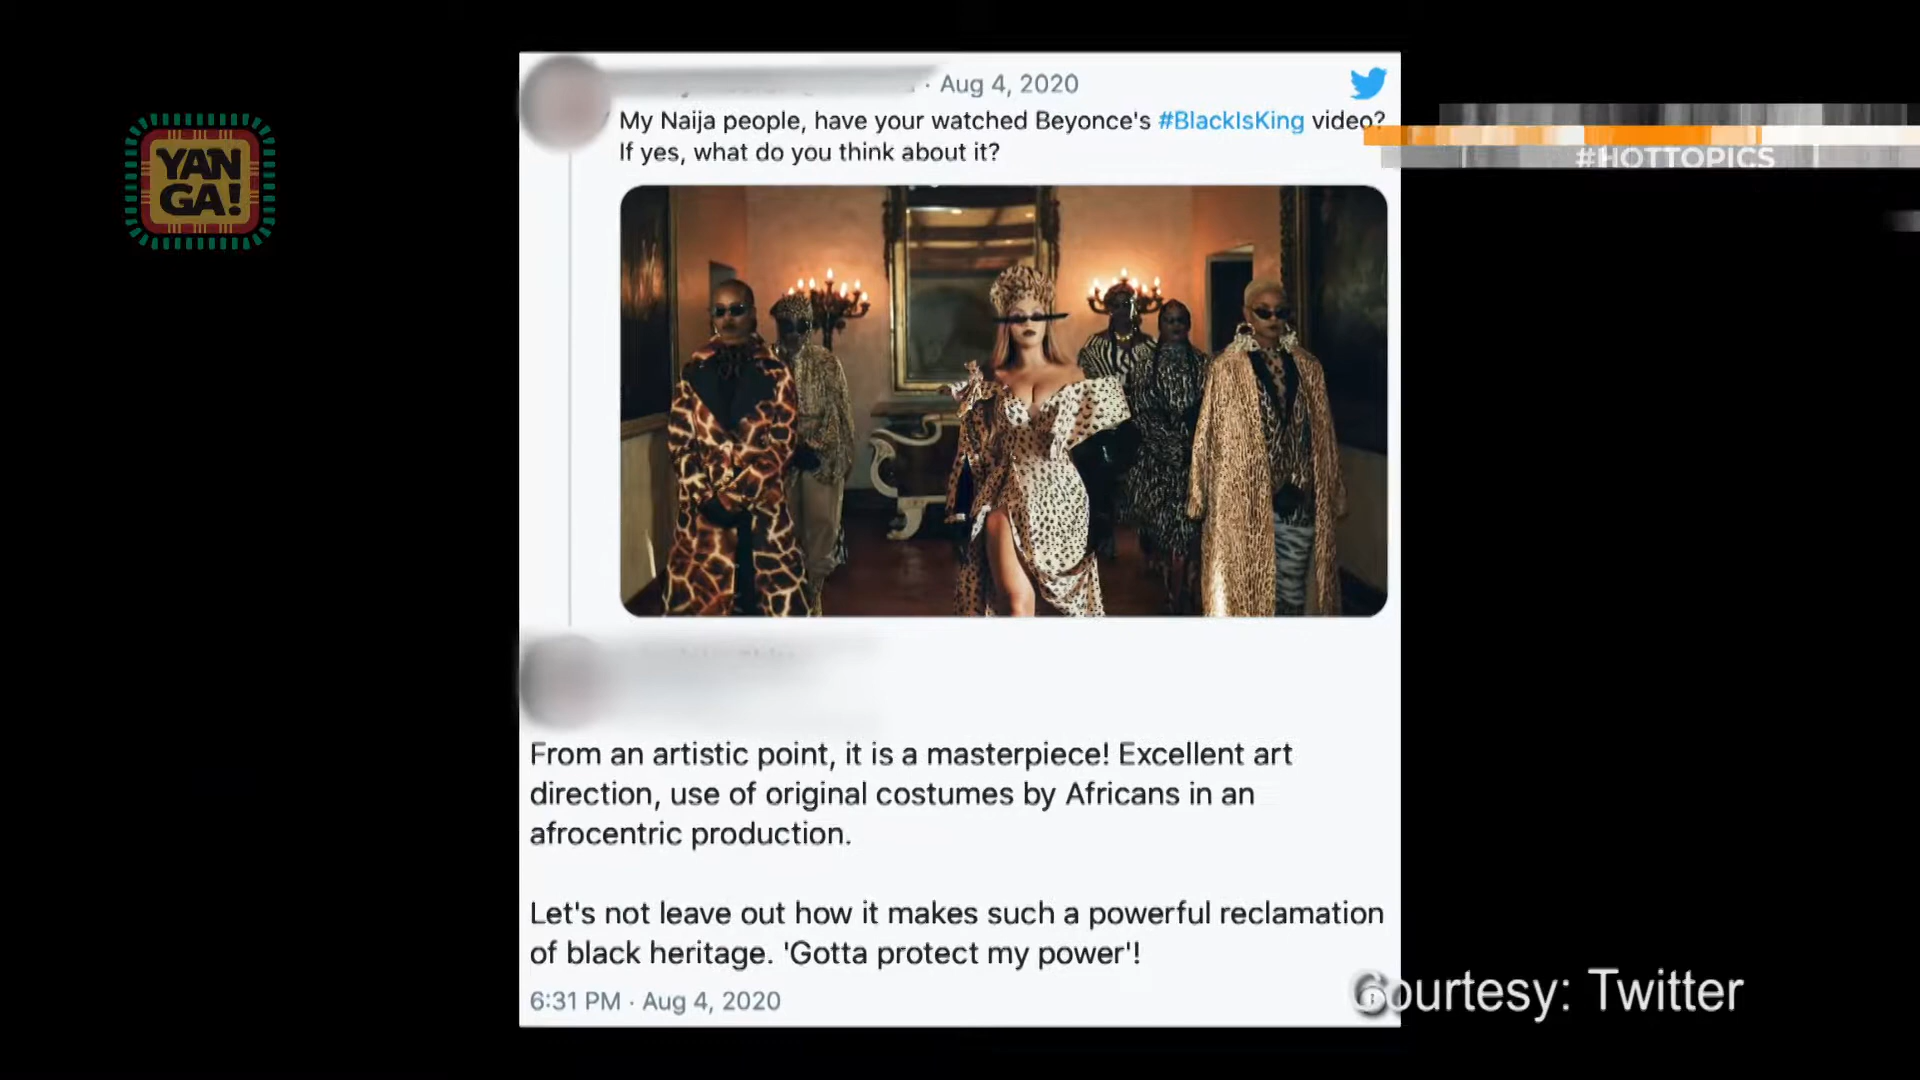 YAN
GA!
· Aug 4, 2020
My Naija people, have your watched Beyonce's #BlackIsKing video?
If yes, what do you think about it?
#HOTTOPICS
From an artistic point, it is a masterpiece! Excellent art
direction, use of original costumes by Africans in an
afrocentric production.
Let's not leave out how it makes such a powerful reclamation
of black heritage. 'Gotta protect my power'!
6:31 PM · Aug 4, 2020
Courtesy: Twitter